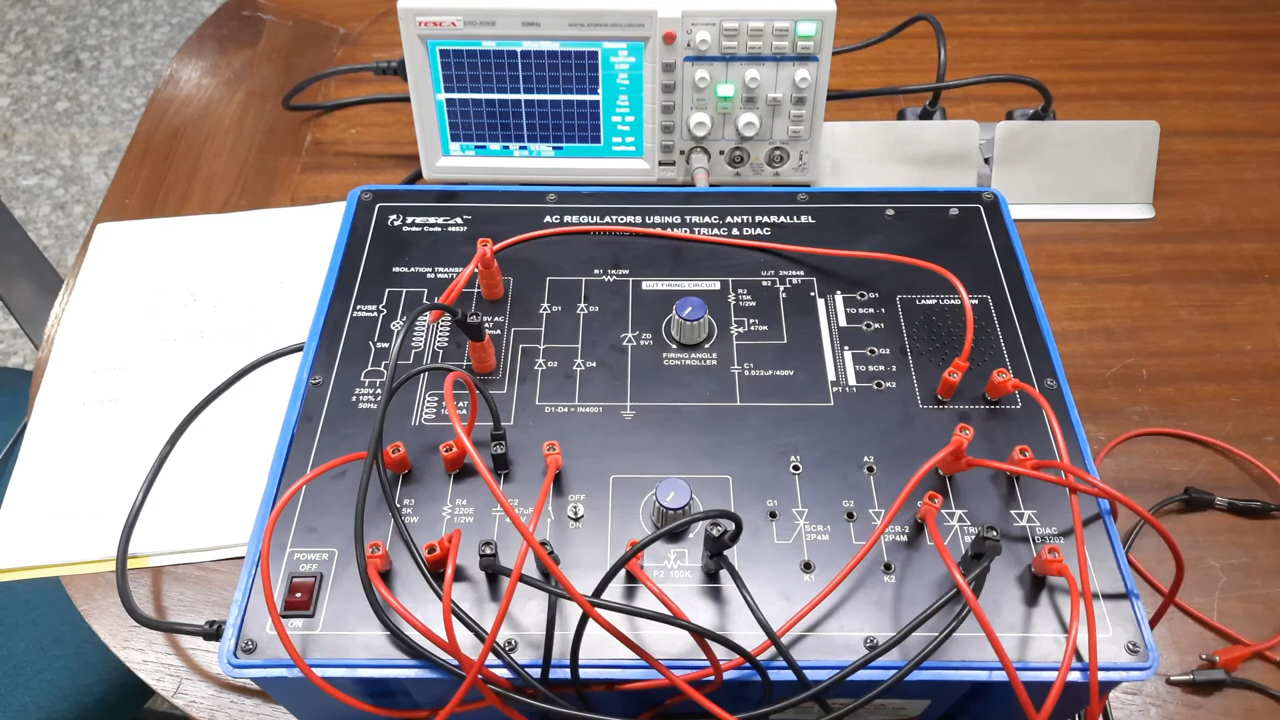 TESCA
DSO-5050E
50MHz
DIGITAL STORAGE OSCILLOSCOPE
TESCA™
Order Code - 46537
AC REGULATORS USING TRIAC, ANTI PARALLEL
AND TRIAC & DIAC
ISOLATION
50 WATT
FUSE
250mA
SW
230V A
± 10% A
50Hz
AT
R1 1K/2W
D1
D3
D2
D4
D1-D4 = IN4001
ZD
9V1
UJT FIRING CIRCUIT
FIRING ANGLE
CONTROLLER
UJT 2N2646
B2
B1
E
R2
15K
1/2W
P1
470K
C1
0.022uF/400V
PT 1:1
G1
TO SCR - 1
K1
G2
TO SCR - 2
K2
LAMP LOAD
R3
5K
10W
R4
220E
1/2W
C2
OFF
ON
P2 100K
A1
G1
SCR-1
2P4M
K1
A2
G2
SCR-2
2P4M
K2
DIAC
D-3202
POWER
OFF
ON